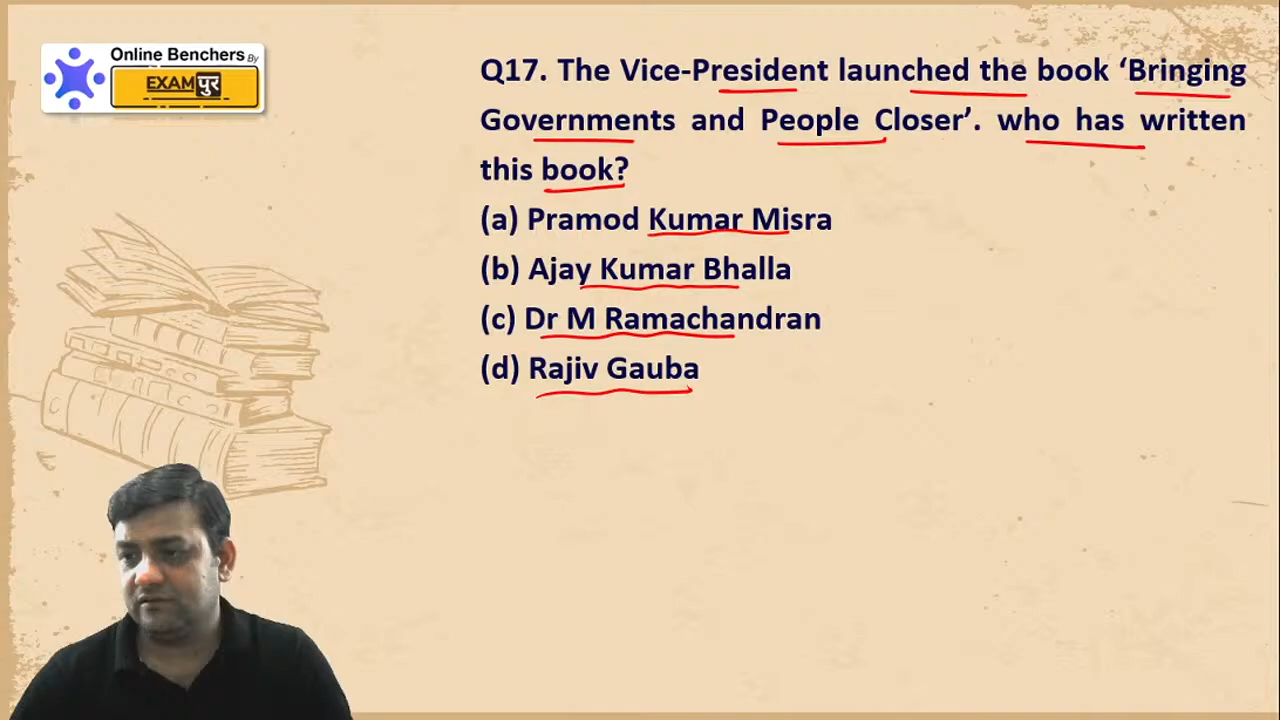 Online Benchers By
EXAMपुर
Q17. The Vice-President launched the book ‘Bringing
Governments and People Closer’. who has written
this book?
(a) Pramod Kumar Misra
(b) Ajay Kumar Bhalla
(c) Dr M Ramachandran
(d) Rajiv Gauba